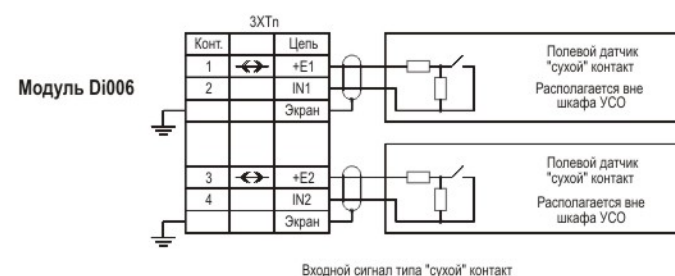 3XTn
Конт. Цепь
1 +E1
2 IN1
Экран
3 +E2
4 IN2
Экран
Модуль Di006
Полевой датчик
"сухой" контакт
Располагается вне
шкафа УСО
Полевой датчик
"сухой" контакт
Располагается вне
шкафа УСО
Входной сигнал типа "сухой" контакт